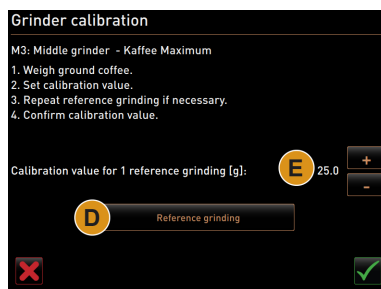 Grinder calibration
M3: Middle grinder - Kaffee Maximum
1. Weigh ground coffee.
2. Set calibration value.
3. Repeat reference grinding if necessary.
4. Confirm calibration value.
+
Calibration value for 1 reference grinding [g]: E 25.0
-
D Reference grinding